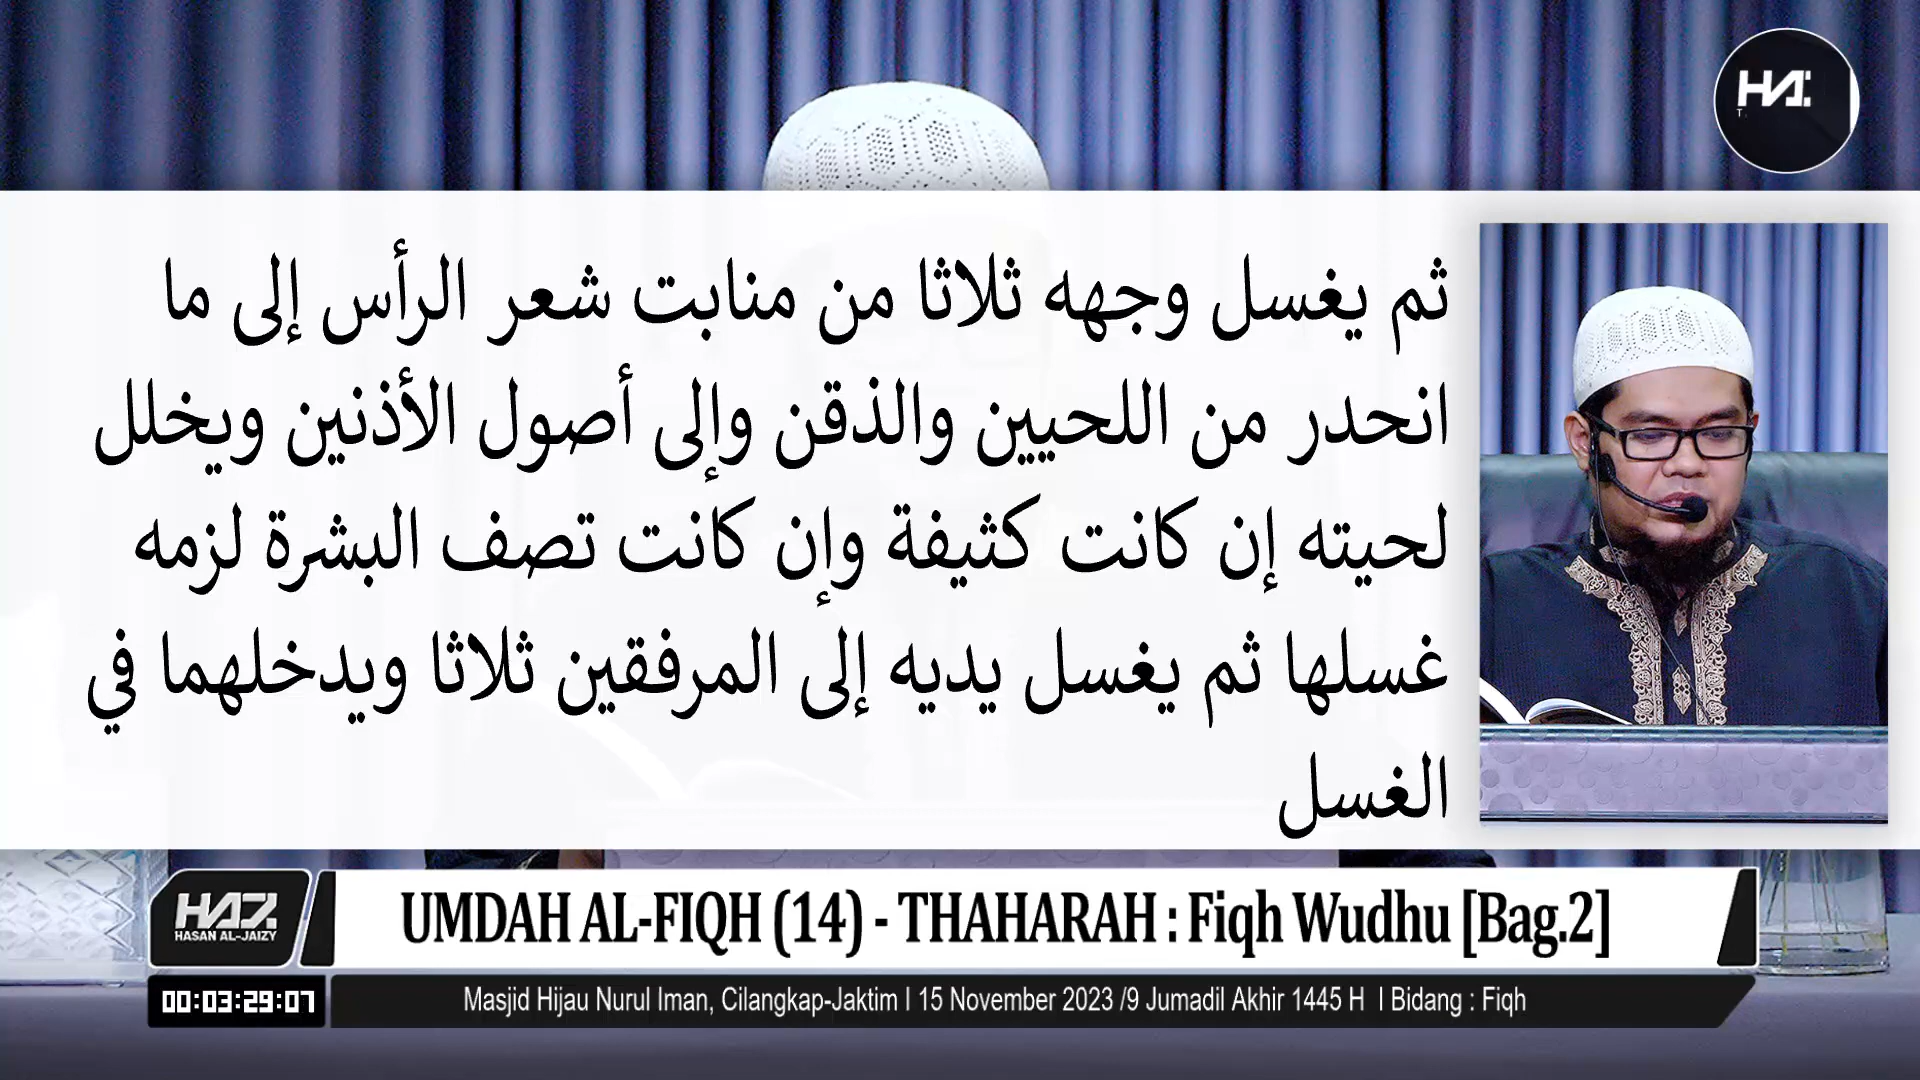 HAZ.
T.
ثم يغسل وجهه ثلاثا من منابت شعر الرأس إلى ما
انحدر من اللحيين والذقن وإلى أصول الأذنين ويخلل
لحيته إن كانت كثيفة وإن كانت تصف البشرة لزمه
غسلها ثم يغسل يديه إلى المرفقين ثلاثا ويدخلهما في
الغسل
HAZ.
HASAN AL-JAIZY
UMDAH AL-FIQH (14) - THAHARAH : Fiqh Wudhu [Bag.2]
00:03:29:07
Masjid Hijau Nurul Iman, Cilangkap-Jaktim I 15 November 2023 /9 Jumadil Akhir 1445 H I Bidang : Fiqh